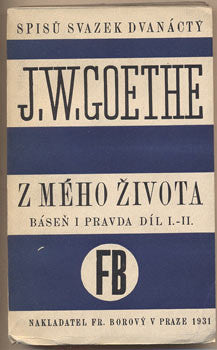 SPISŮ SVAZEK DVANÁCTÝ
J.W.GOETHE
Z MÉHO ŽIVOTA
BÁSEŇ I PRAVDA DÍL I.-II.
FB
NAKLADATEL FR. BOROVÝ V PRAZE 1931